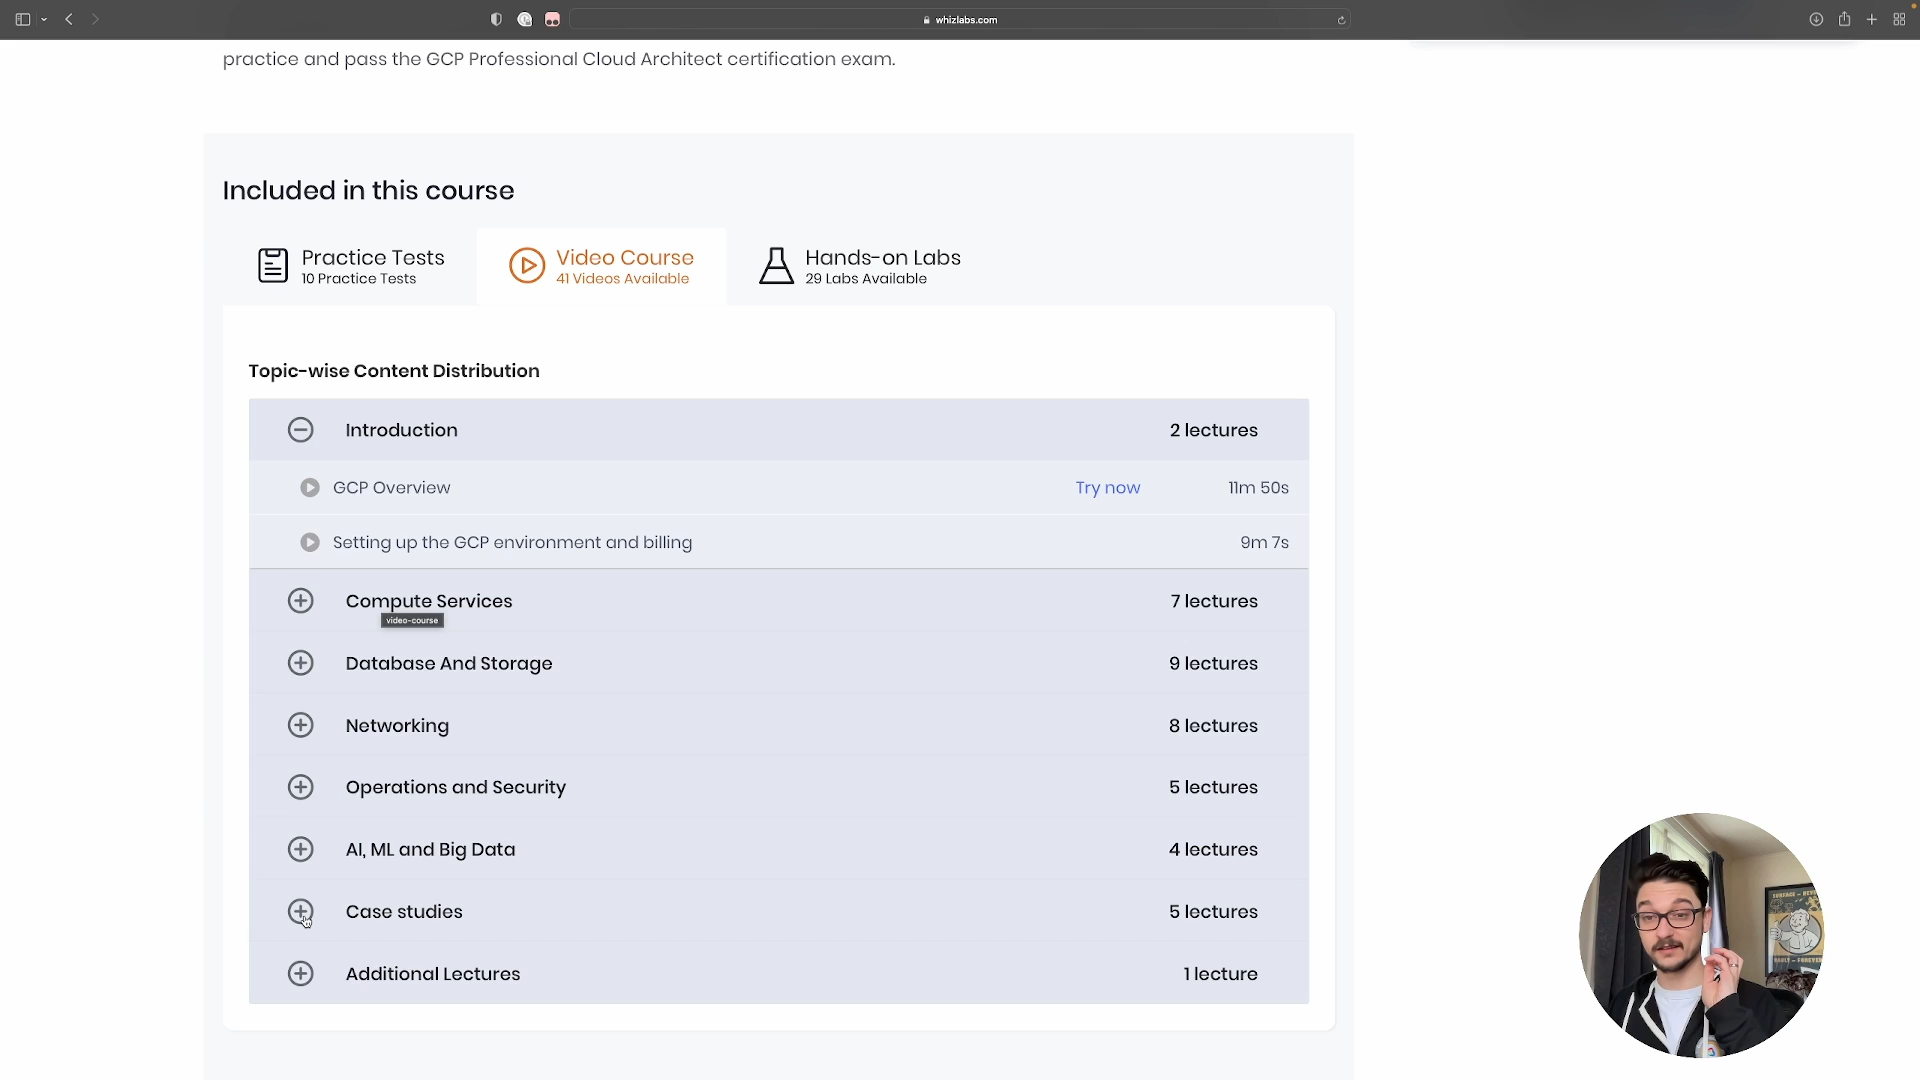 whizlabs.com
practice and pass the GCP Professional Cloud Architect certification exam.
Included in this course
Practice Tests
10 Practice Tests
Video Course
41 Videos Available
Hands-on Labs
29 Labs Available
Topic-wise Content Distribution
Introduction 2 lectures
GCP Overview Try now 11m 50s
Setting up the GCP environment and billing 9m 7s
Compute Services 7 lectures
video-course
Database And Storage 9 lectures
Networking 8 lectures
Operations and Security 5 lectures
AI, ML and Big Data 4 lectures
Case studies 5 lectures
Additional Lectures 1 lecture